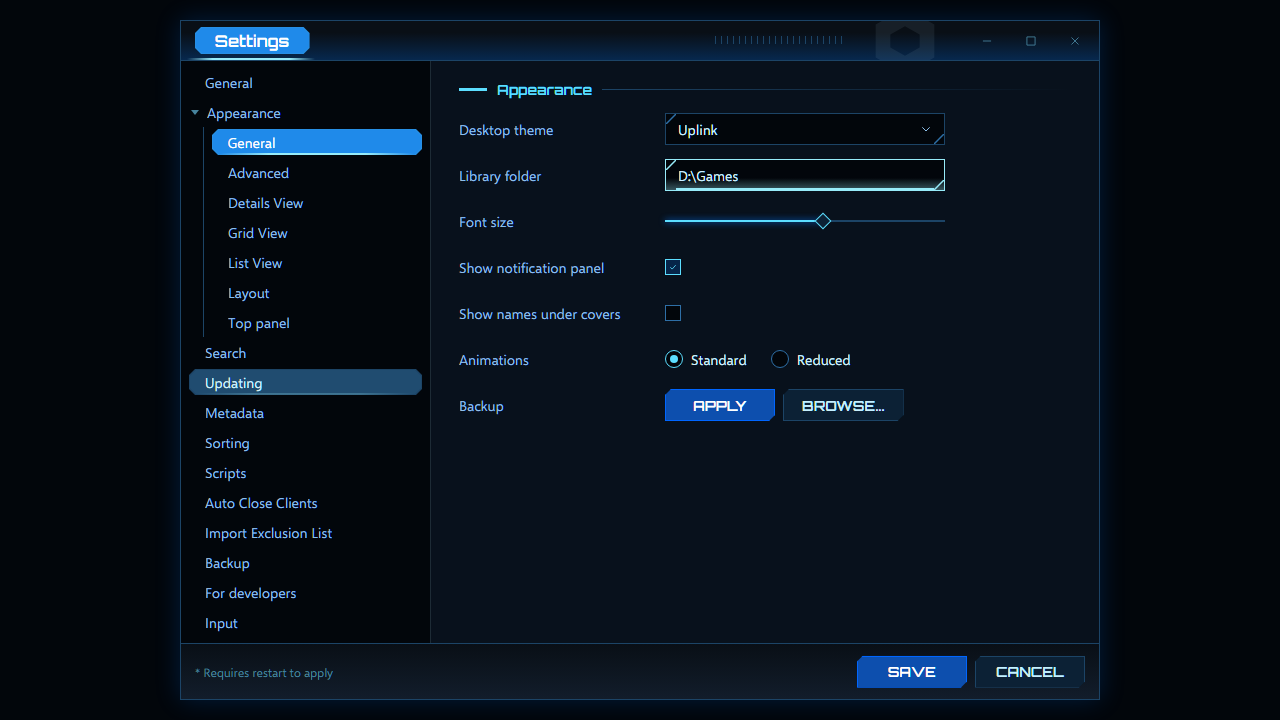 Settings
General
Appearance
General
Advanced
Details View
Grid View
List View
Layout
Top panel
Search
Updating
Metadata
Sorting
Scripts
Auto Close Clients
Import Exclusion List
Backup
For developers
Input
Appearance
Desktop theme
Uplink
Library folder
D:\Games
Font size
Show notification panel
Show names under covers
Animations
Standard
Reduced
Backup
APPLY
BROWSE...
* Requires restart to apply
SAVE
CANCEL